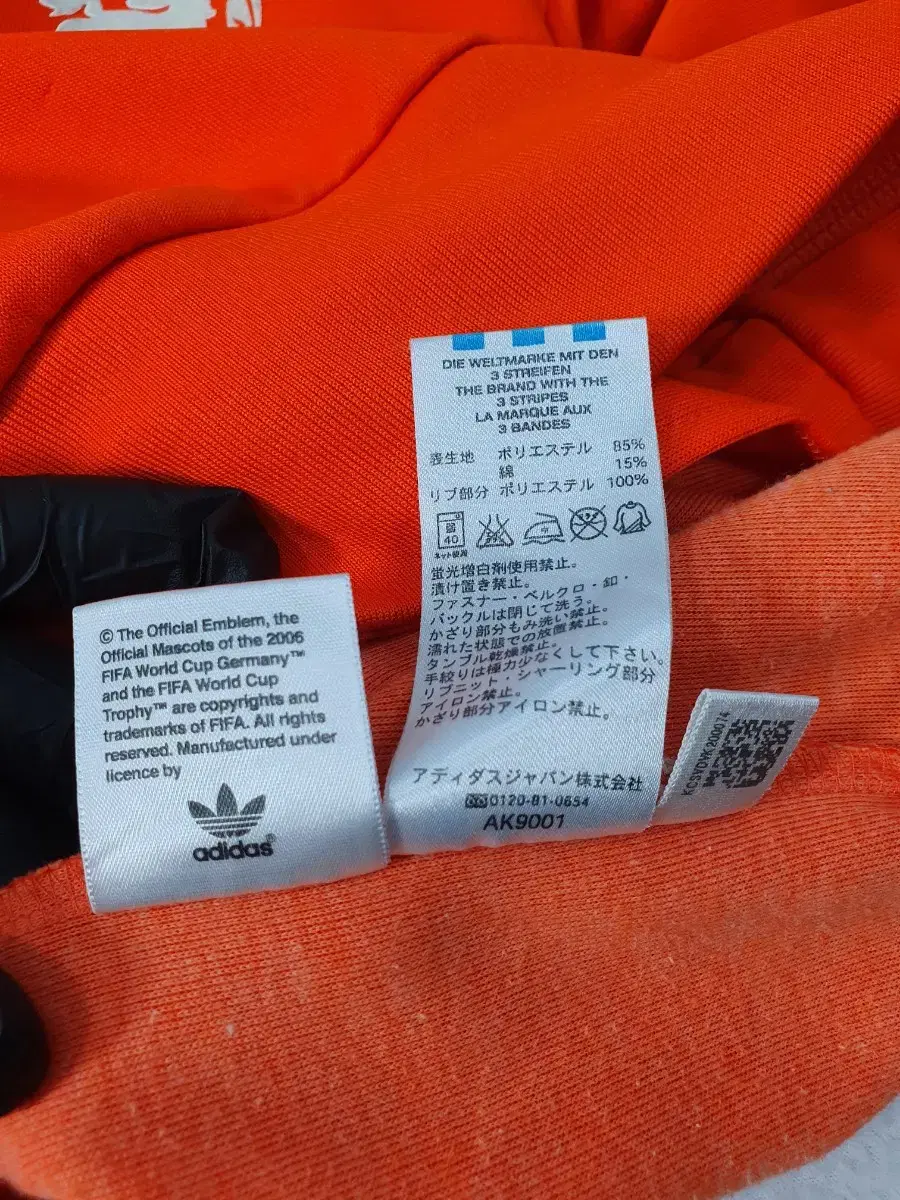 DIE WELTMARKE MIT DEN
3 STREIFEN
THE BRAND WITH THE
3 STRIPES
LA MARQUE AUX
3 BANDES
表生地 ポリエステル 85%
綿 15%
リブ部分 ポリエステル 100%
40
ネット使用
蛍光増白剤使用禁止。
漬け置き禁止。
ファスナー・ベルクロ・釦・
バックルは閉じて洗う。
かざり部分もみ洗い禁止。
濡れた状態での放置禁止。
タンブル乾燥禁止。
手絞りは極力少なくして下さい。
リブニット・シャーリング部分
アイロン禁止。
かざり部分アイロン禁止。
アディダスジャパン株式会社
0120-81-0654
AK9001
© The Official Emblem, the
Official Mascots of the 2006
FIFA World Cup Germany™
and the FIFA World Cup
Trophy™ are copyrights and
trademarks of FIFA. All rights
reserved. Manufactured under
licence by
adidas®